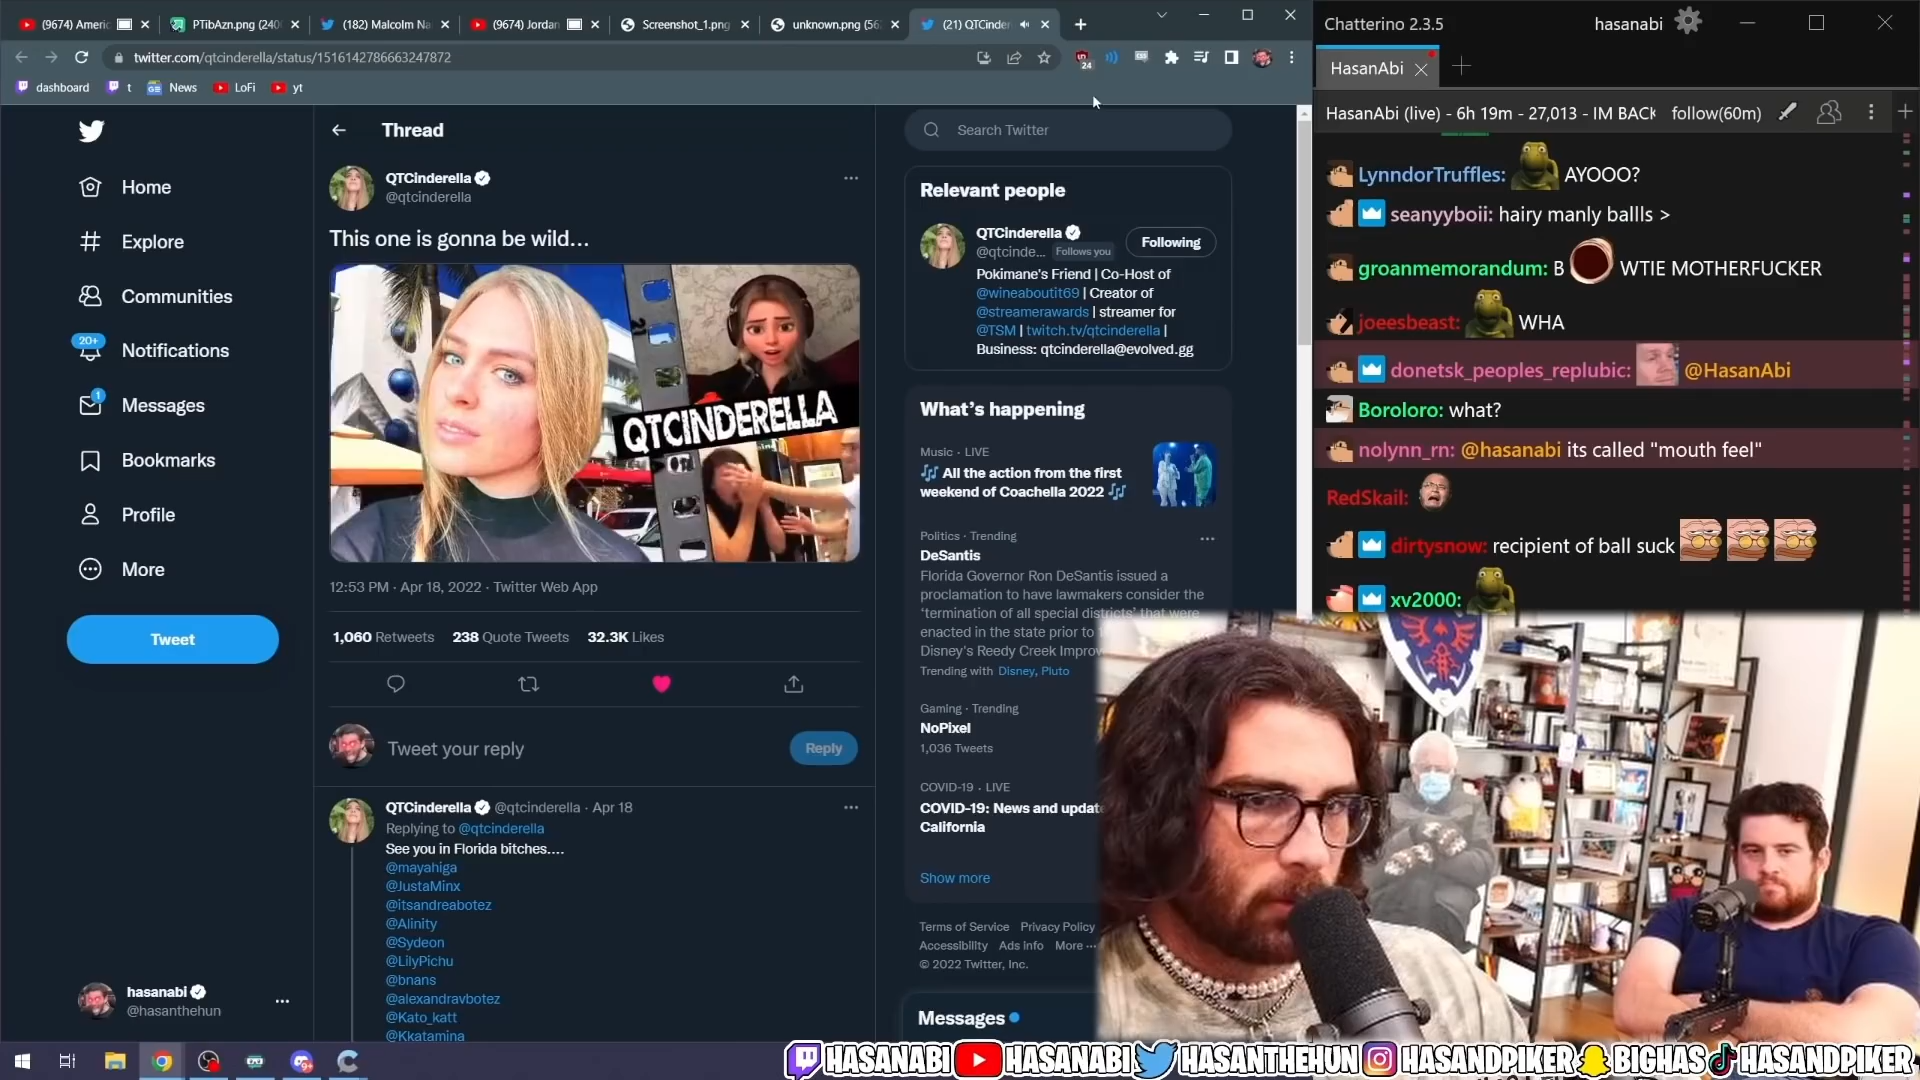 (9674) Americ
PTibAzn.png (240
(182) Malcolm Na
(9674) Jordan
Screenshot_1.png
unknown.png (56
(21) QTCinder
twitter.com/qtcinderella/status/1516142786663247872
24
dashboard
t
News
LoFi
yt
Home
Explore
Communities
20+
Notifications
1
Messages
Bookmarks
Profile
More
Tweet
hasanabi
@hasanthehun
Thread
QTCinderella
@qtcinderella
This one is gonna be wild...
QTCINDERELLA
12:53 PM · Apr 18, 2022 · Twitter Web App
1,060 Retweets 238 Quote Tweets 32.3K Likes
Tweet your reply
Reply
QTCinderella @qtcinderella · Apr 18
Replying to @qtcinderella
See you in Florida bitches....
@mayahiga
@JustaMinx
@itsandreabotez
@Alinity
@Sydeon
@LilyPichu
@bnans
@alexandravbotez
@Kato_katt
@Kkatamina
Search Twitter
Relevant people
QTCinderella
@qtcinde... Follows you
Following
Pokimane's Friend | Co-Host of
@wineaboutit69 | Creator of
@streamerawards | streamer for
@TSM | twitch.tv/qtcinderella |
Business: qtcinderella@evolved.gg
What's happening
Music · LIVE
All the action from the first
weekend of Coachella 2022
Politics · Trending
DeSantis
Florida Governor Ron DeSantis issued a
proclamation to have lawmakers consider the
'termination of all special districts' that were
enacted in the state prior to
Disney's Reedy Creek Improv
Trending with Disney, Pluto
Gaming · Trending
NoPixel
1,036 Tweets
COVID-19 · LIVE
COVID-19: News and update
California
Show more
Terms of Service Privacy Policy
Accessibility Ads info More ...
© 2022 Twitter, Inc.
Messages
Chatterino 2.3.5
hasanabi
HasanAbi
HasanAbi (live) - 6h 19m - 27,013 - IM BACK follow(60m)
LynndorTruffles: AYOOO?
seanyyboii: hairy manly ballls >
groanmemorandum: B WTIE MOTHERFUCKER
joeesbeast: WHA
donetsk_peoples_replubic: @HasanAbi
Boroloro: what?
nolynn_rn: @hasanabi its called "mouth feel"
RedSkail:
dirtysnow: recipient of ball suck
xv2000:
HASANABI HASANABI HASANTHEHUN HASANDPIKER BIGHAS HASANDPIKER